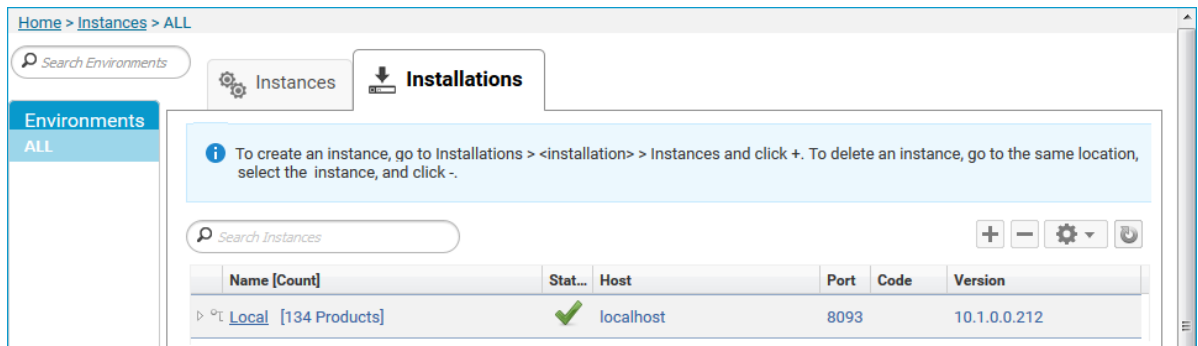 Home > Instances > ALL
Search Environments
Instances
Installations
Environments
ALL
To create an instance, go to Installations > <installation> > Instances and click +. To delete an instance, go to the same location,
select the instance, and click -.
Search Instances
Name [Count] Stat... Host Port Code Version
Local [134 Products] localhost 8093 10.1.0.0.212